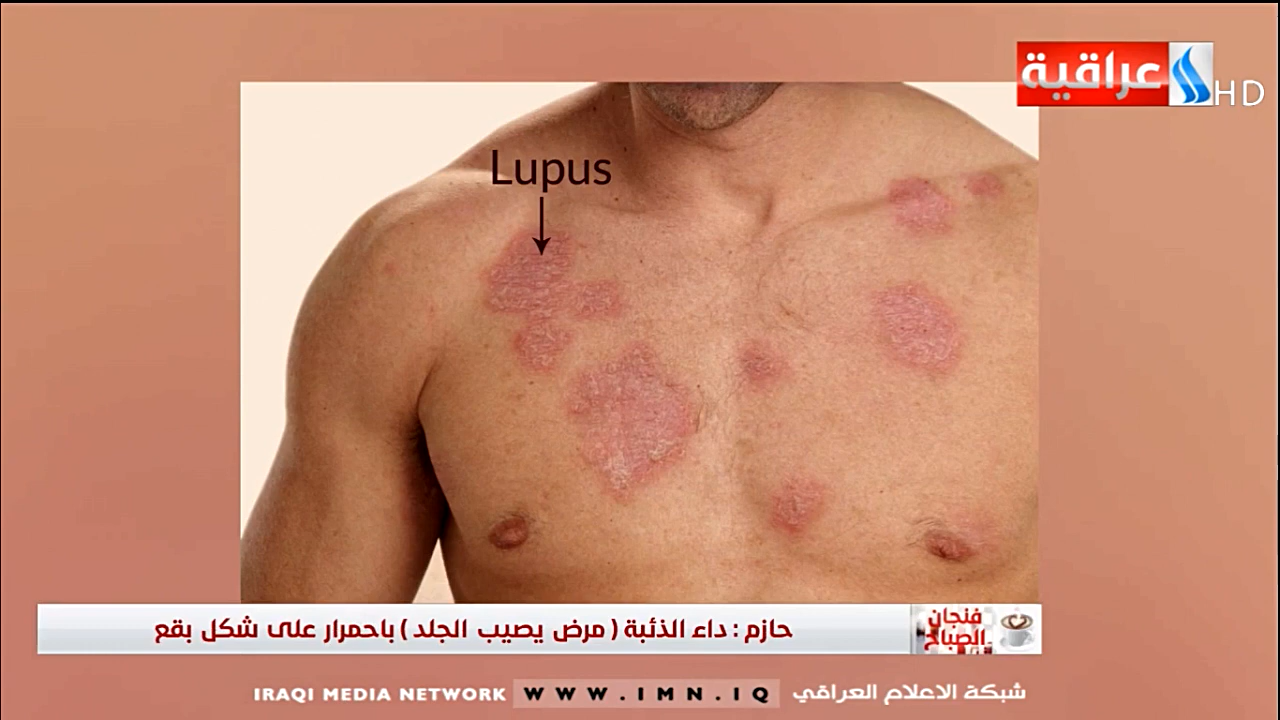 عراقية
HD
Lupus
فنجان
الصباح
حازم : داء الذئبة ( مرض يصيب الجلد ) باحمرار على شكل بقع
شبكة الاعلام العراقي WWW.IMN.IQ IRAQI MEDIA NETWORK